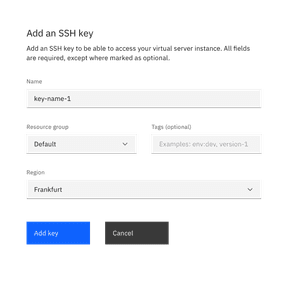 Add an SSH key
Add an SSH key to be able to access your virtual server instance. All fields
are required, except where marked as optional.
Name
key-name-1
Resource group
Tags (optional)
Default
Examples: env:dev, version-1
Region
Frankfurt
Add key
Cancel